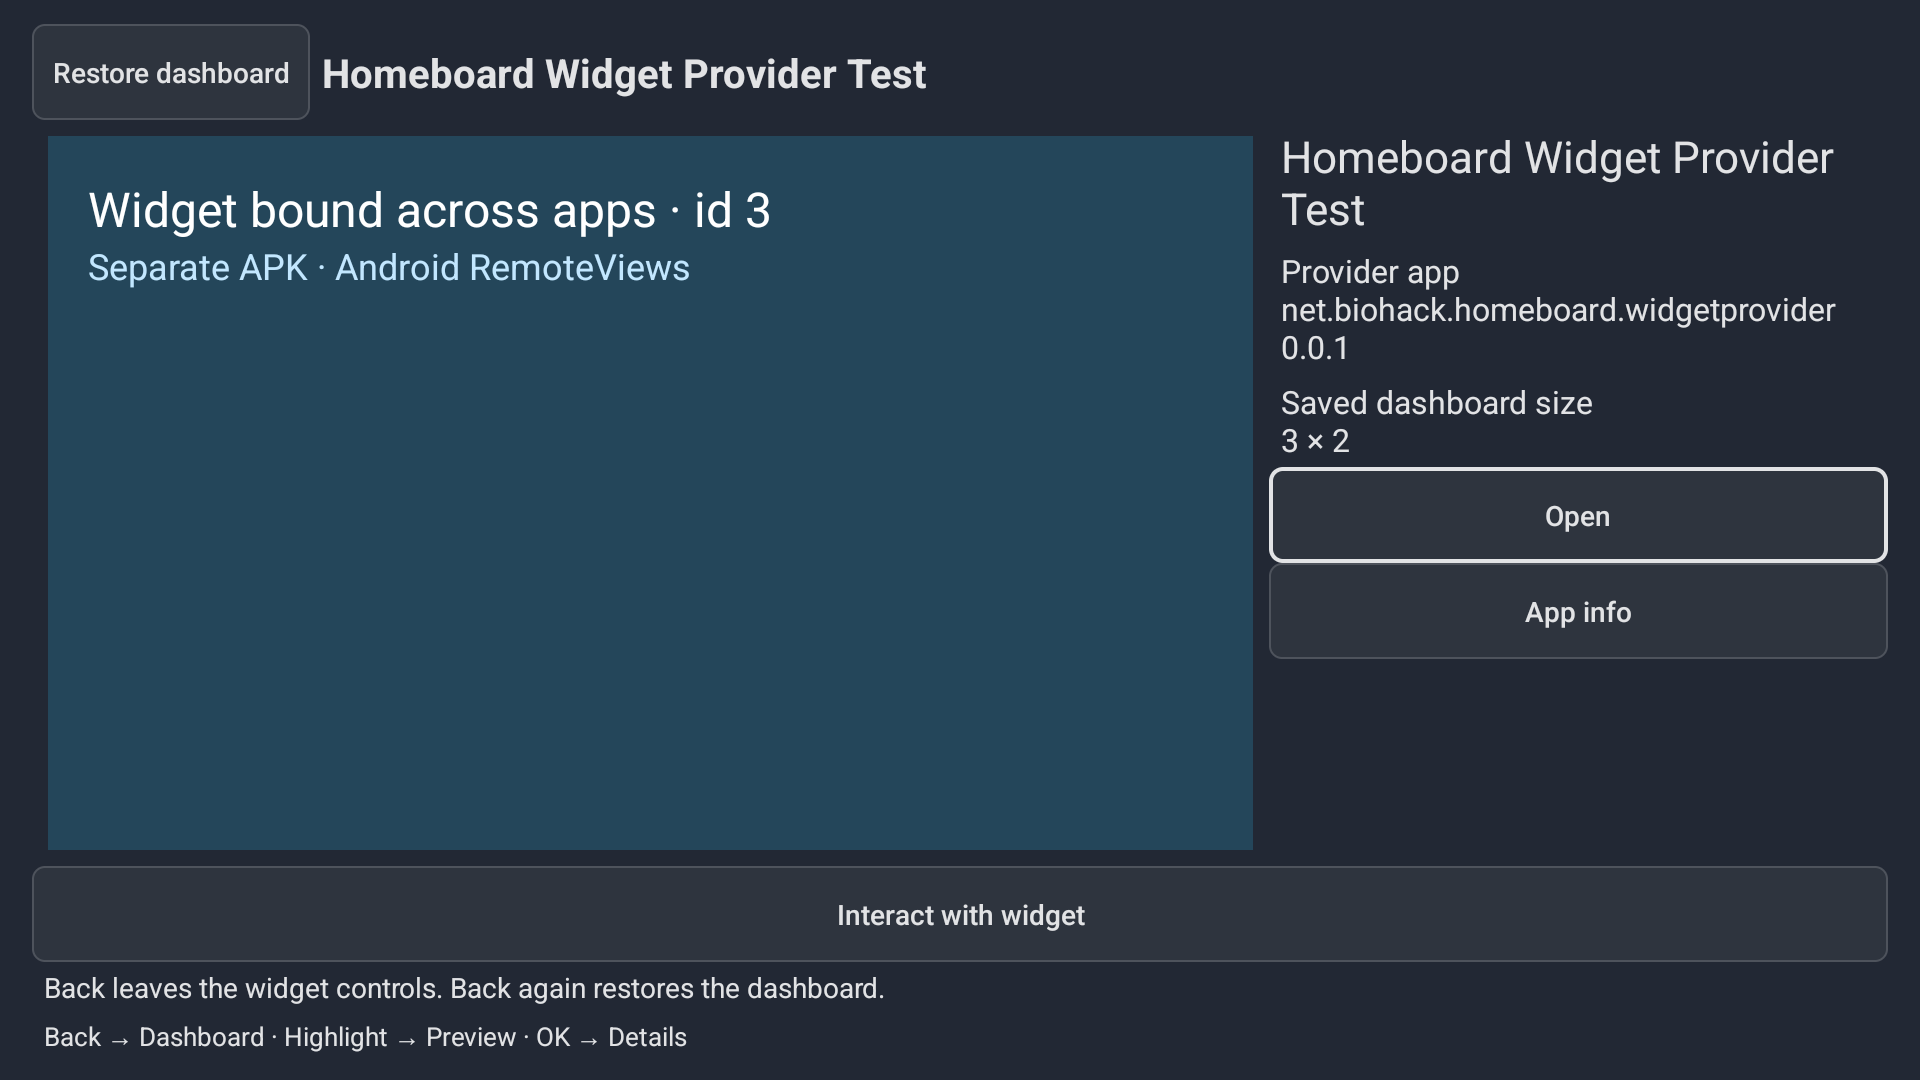 Restore dashboard
Homeboard Widget Provider Test
Widget bound across apps · id 3
Separate APK · Android RemoteViews
Homeboard Widget Provider
Test
Provider app
net.biohack.homeboard.widgetprovider
0.0.1
Saved dashboard size
3 × 2
Open
App info
Interact with widget
Back leaves the widget controls. Back again restores the dashboard.
Back → Dashboard · Highlight → Preview · OK → Details